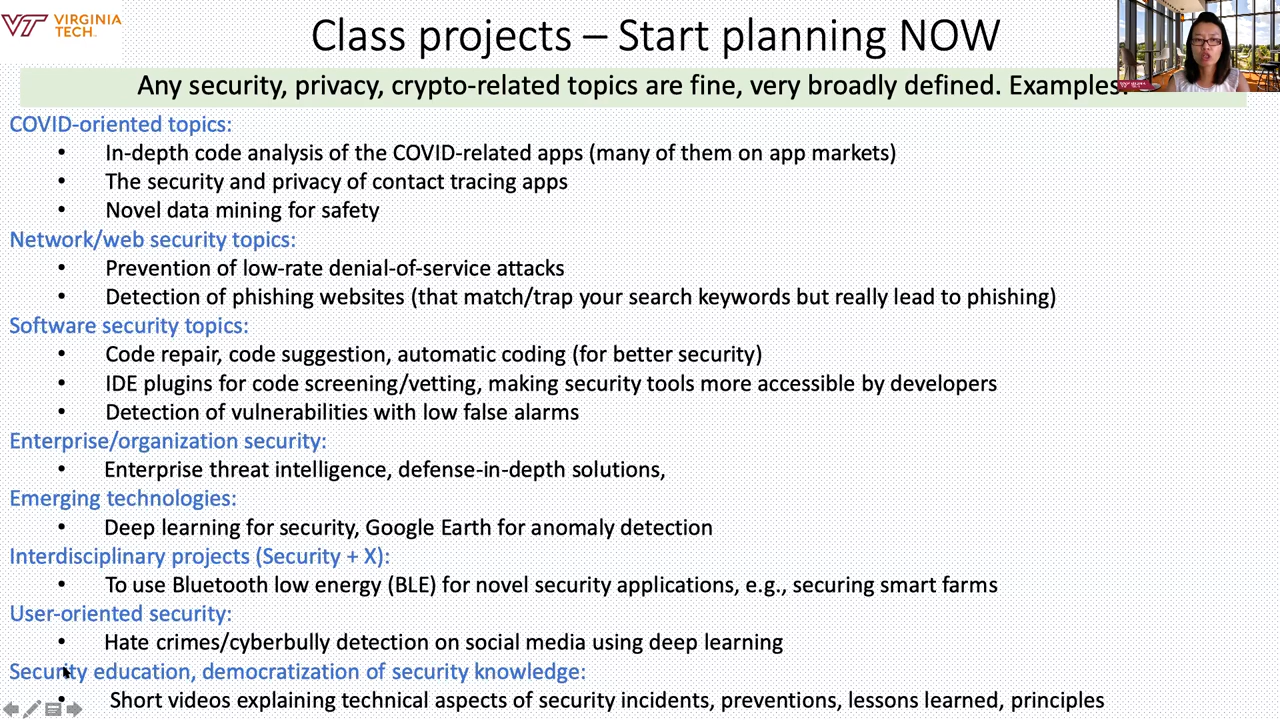 VT VIRGINIA TECH.
Class projects – Start planning NOW
Any security, privacy, crypto-related topics are fine, very broadly defined. Examples:
COVID-oriented topics:
• In-depth code analysis of the COVID-related apps (many of them on app markets)
• The security and privacy of contact tracing apps
• Novel data mining for safety
Network/web security topics:
• Prevention of low-rate denial-of-service attacks
• Detection of phishing websites (that match/trap your search keywords but really lead to phishing)
Software security topics:
• Code repair, code suggestion, automatic coding (for better security)
• IDE plugins for code screening/vetting, making security tools more accessible by developers
• Detection of vulnerabilities with low false alarms
Enterprise/organization security:
• Enterprise threat intelligence, defense-in-depth solutions,
Emerging technologies:
• Deep learning for security, Google Earth for anomaly detection
Interdisciplinary projects (Security + X):
• To use Bluetooth low energy (BLE) for novel security applications, e.g., securing smart farms
User-oriented security:
• Hate crimes/cyberbully detection on social media using deep learning
Security education, democratization of security knowledge:
• Short videos explaining technical aspects of security incidents, preventions, lessons learned, principles